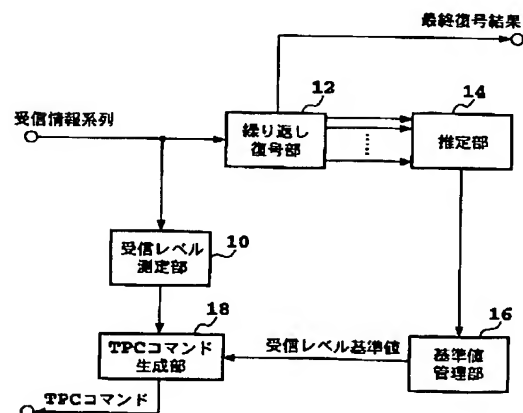 最終復号結果
12
14
受信情報系列
繰り返し
復号部
推定部
受信レベル
測定部
10
18
16
TPCコマンド
生成部
受信レベル基準値
基準値
管理部
TPCコマンド